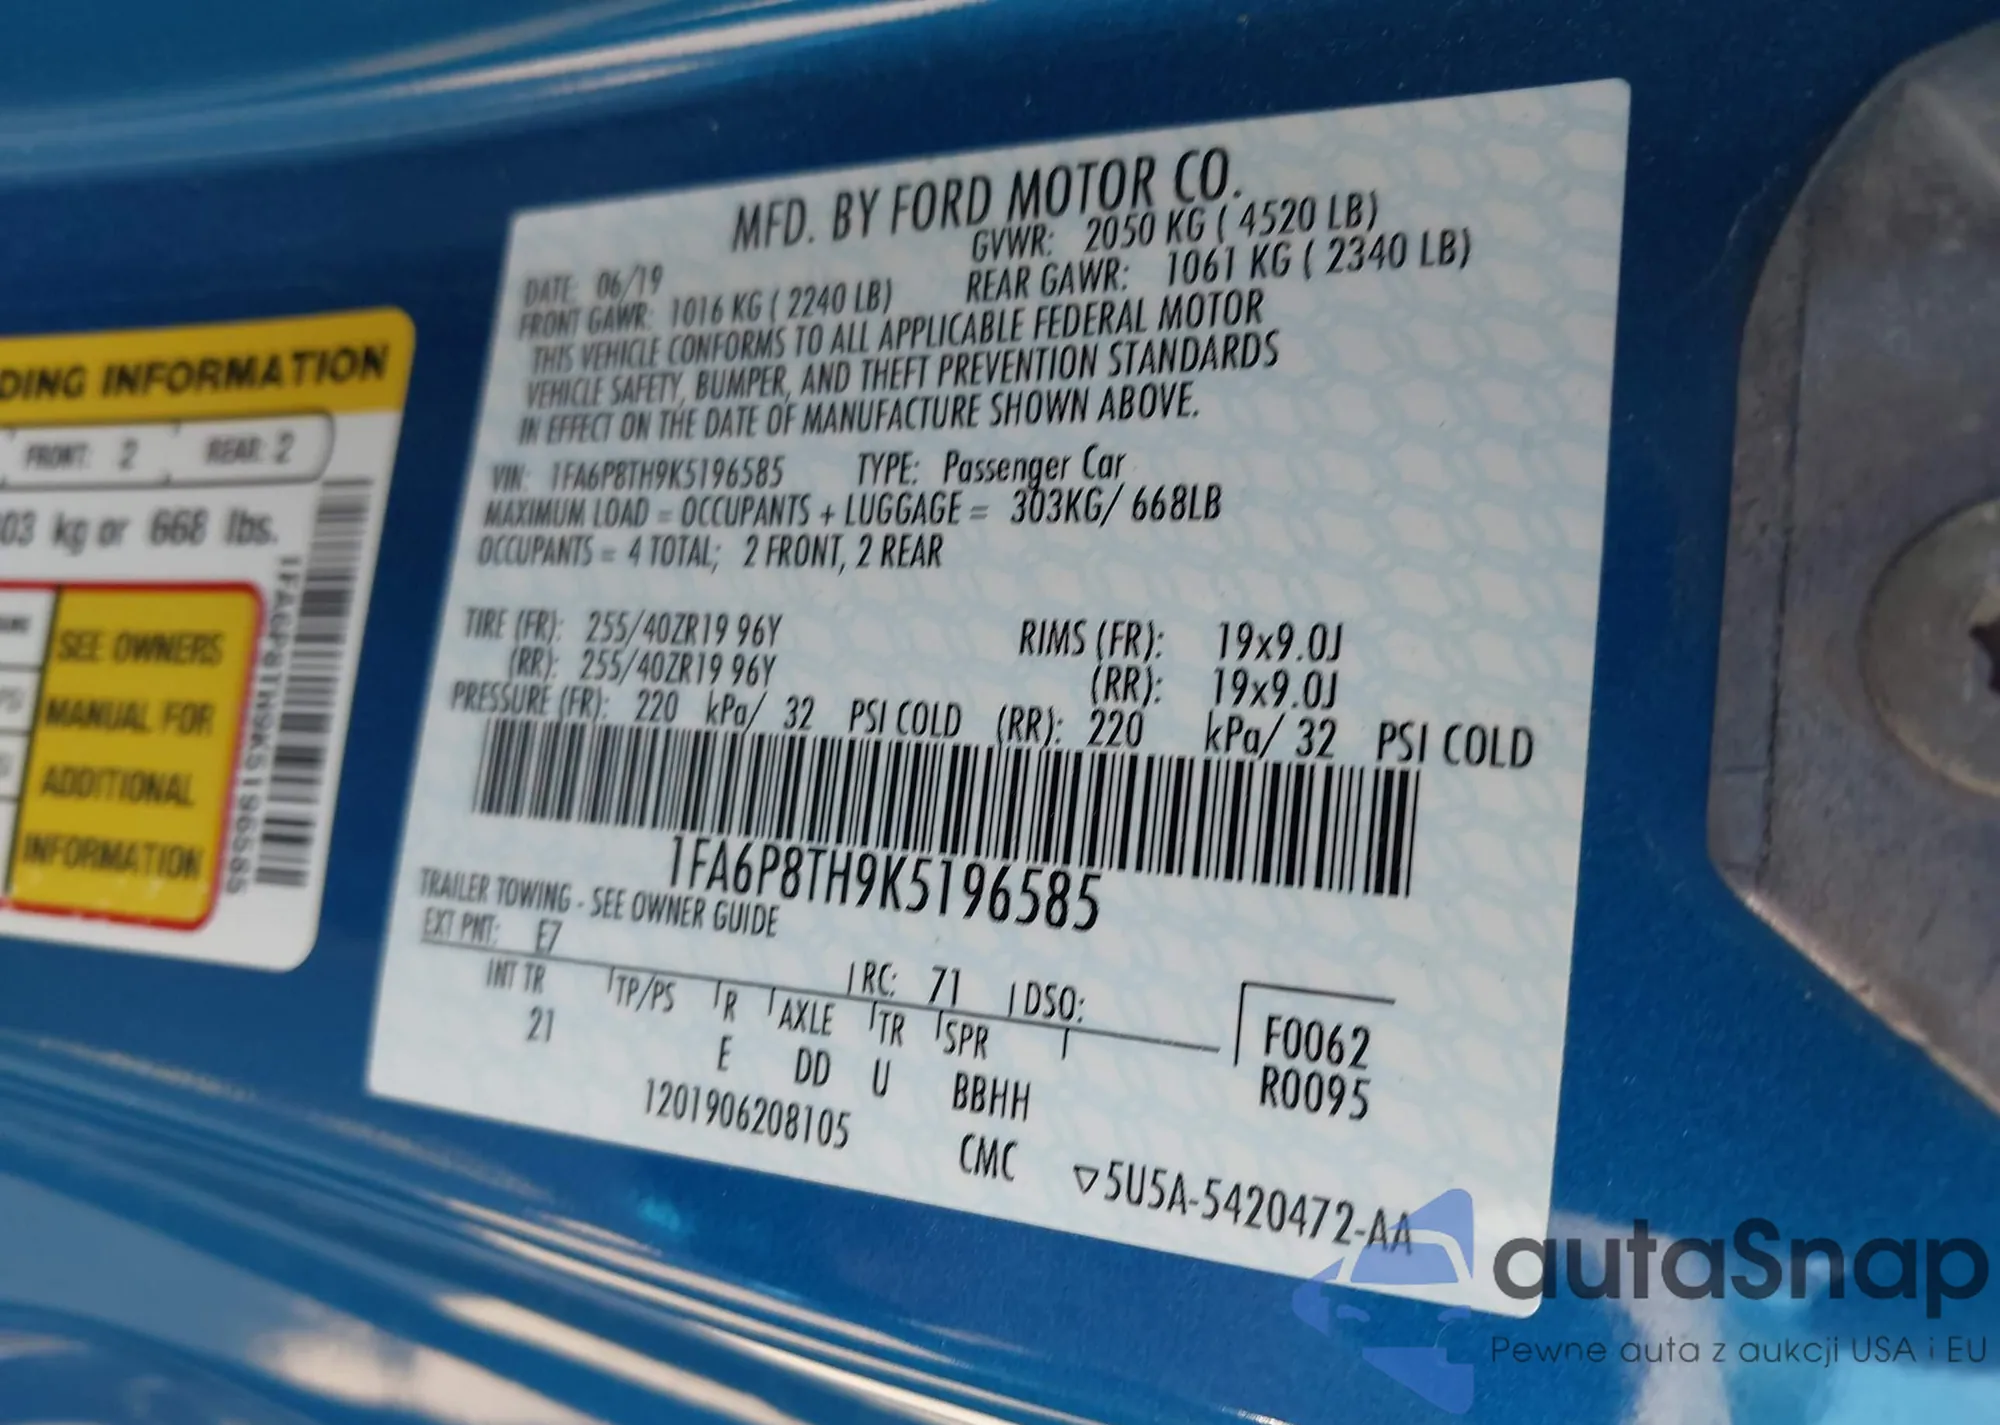 MFD. BY FORD MOTOR CO.
DATE: 06/19 GVWR: 2050 KG ( 4520 LB)
FRONT GAWR: 1016 KG ( 2240 LB) REAR GAWR: 1061 KG ( 2340 LB)
THIS VEHICLE CONFORMS TO ALL APPLICABLE FEDERAL MOTOR
VEHICLE SAFETY, BUMPER, AND THEFT PREVENTION STANDARDS
IN EFFECT ON THE DATE OF MANUFACTURE SHOWN ABOVE.
VIN: 1FA6P8TH9K5196585 TYPE: Passenger Car
MAXIMUM LOAD = OCCUPANTS + LUGGAGE = 303KG/ 668LB
OCCUPANTS = 4 TOTAL; 2 FRONT, 2 REAR
TIRE (FR): 255/40ZR19 96Y RIMS (FR): 19x9.0J
(RR): 255/40ZR19 96Y (RR): 19x9.0J
PRESSURE (FR): 220 kPa/ 32 PSI COLD (RR): 220 kPa/ 32 PSI COLD
1FA6P8TH9K5196585
TRAILER TOWING - SEE OWNER GUIDE
EXT PNT: E7 RC: 71 DSO:
INT TR TP/PS R AXLE TR SPR
21 E DD U BBHH
F0062
R0095
1201906208105 CMC ▽5U5A-5420472-AA
DING INFORMATION
FRONT: 2 REAR: 2
03 kg or 668 lbs.
SEE OWNERS
MANUAL FOR
ADDITIONAL
INFORMATION
1FA6P8TH9K5196585
autaSnap
Pewne auta z aukcji USA i EU